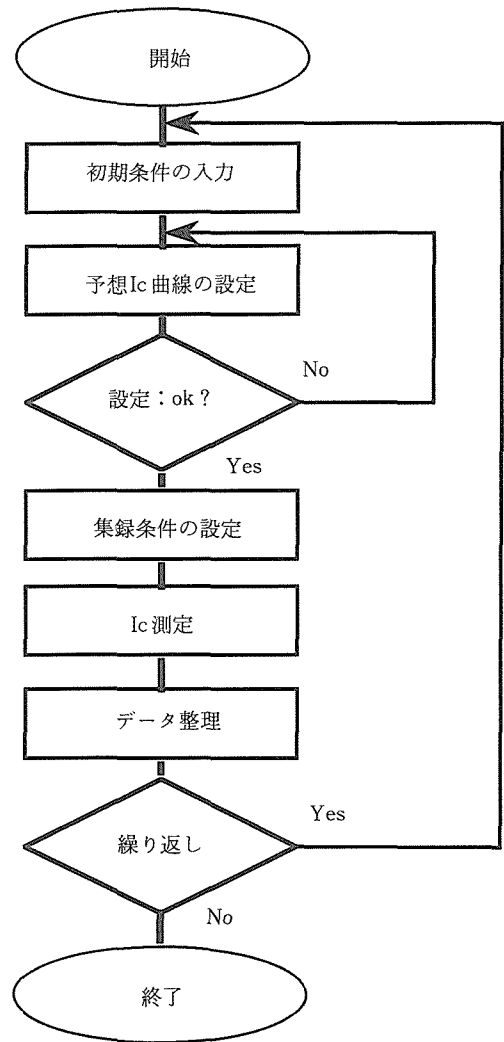 開始
初期条件の入力
予想Ic曲線の設定
設定：ok？
No
Yes
集録条件の設定
Ic測定
データ整理
繰り返し
Yes
No
終了